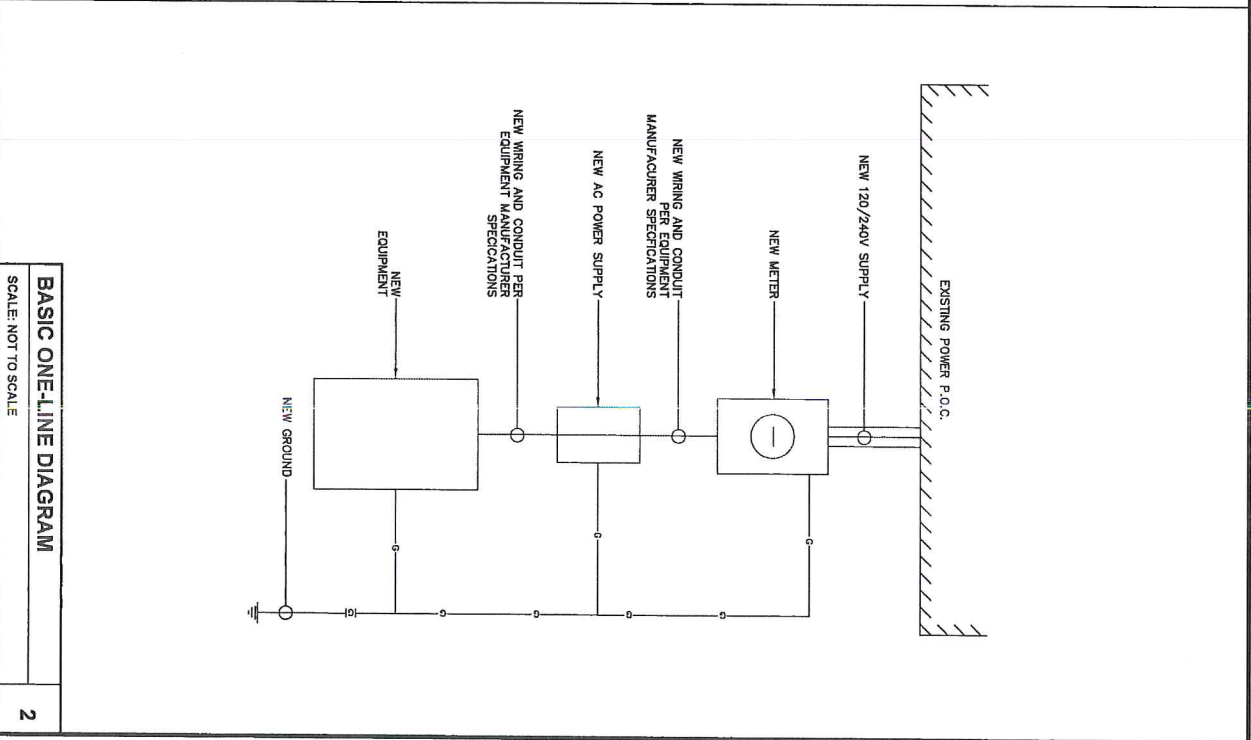 EXISTING POWER P.O.C.
NEW 120/240V SUPPLY
G
NEW METER
G
NEW WIRING AND CONDUIT
PER EQUIPMENT
MANUFACURER SPECFICATIONS
G
NEW AC POWER SUPPLY
G
G
NEW WIRING AND CONDUIT PER
EQUIPMENT MANUFACTURER
SPECICATIONS
G
NEW
EQUIPMENT
G
G
NEW GROUND
BASIC ONE-LINE DIAGRAM
SCALE: NOT TO SCALE
2